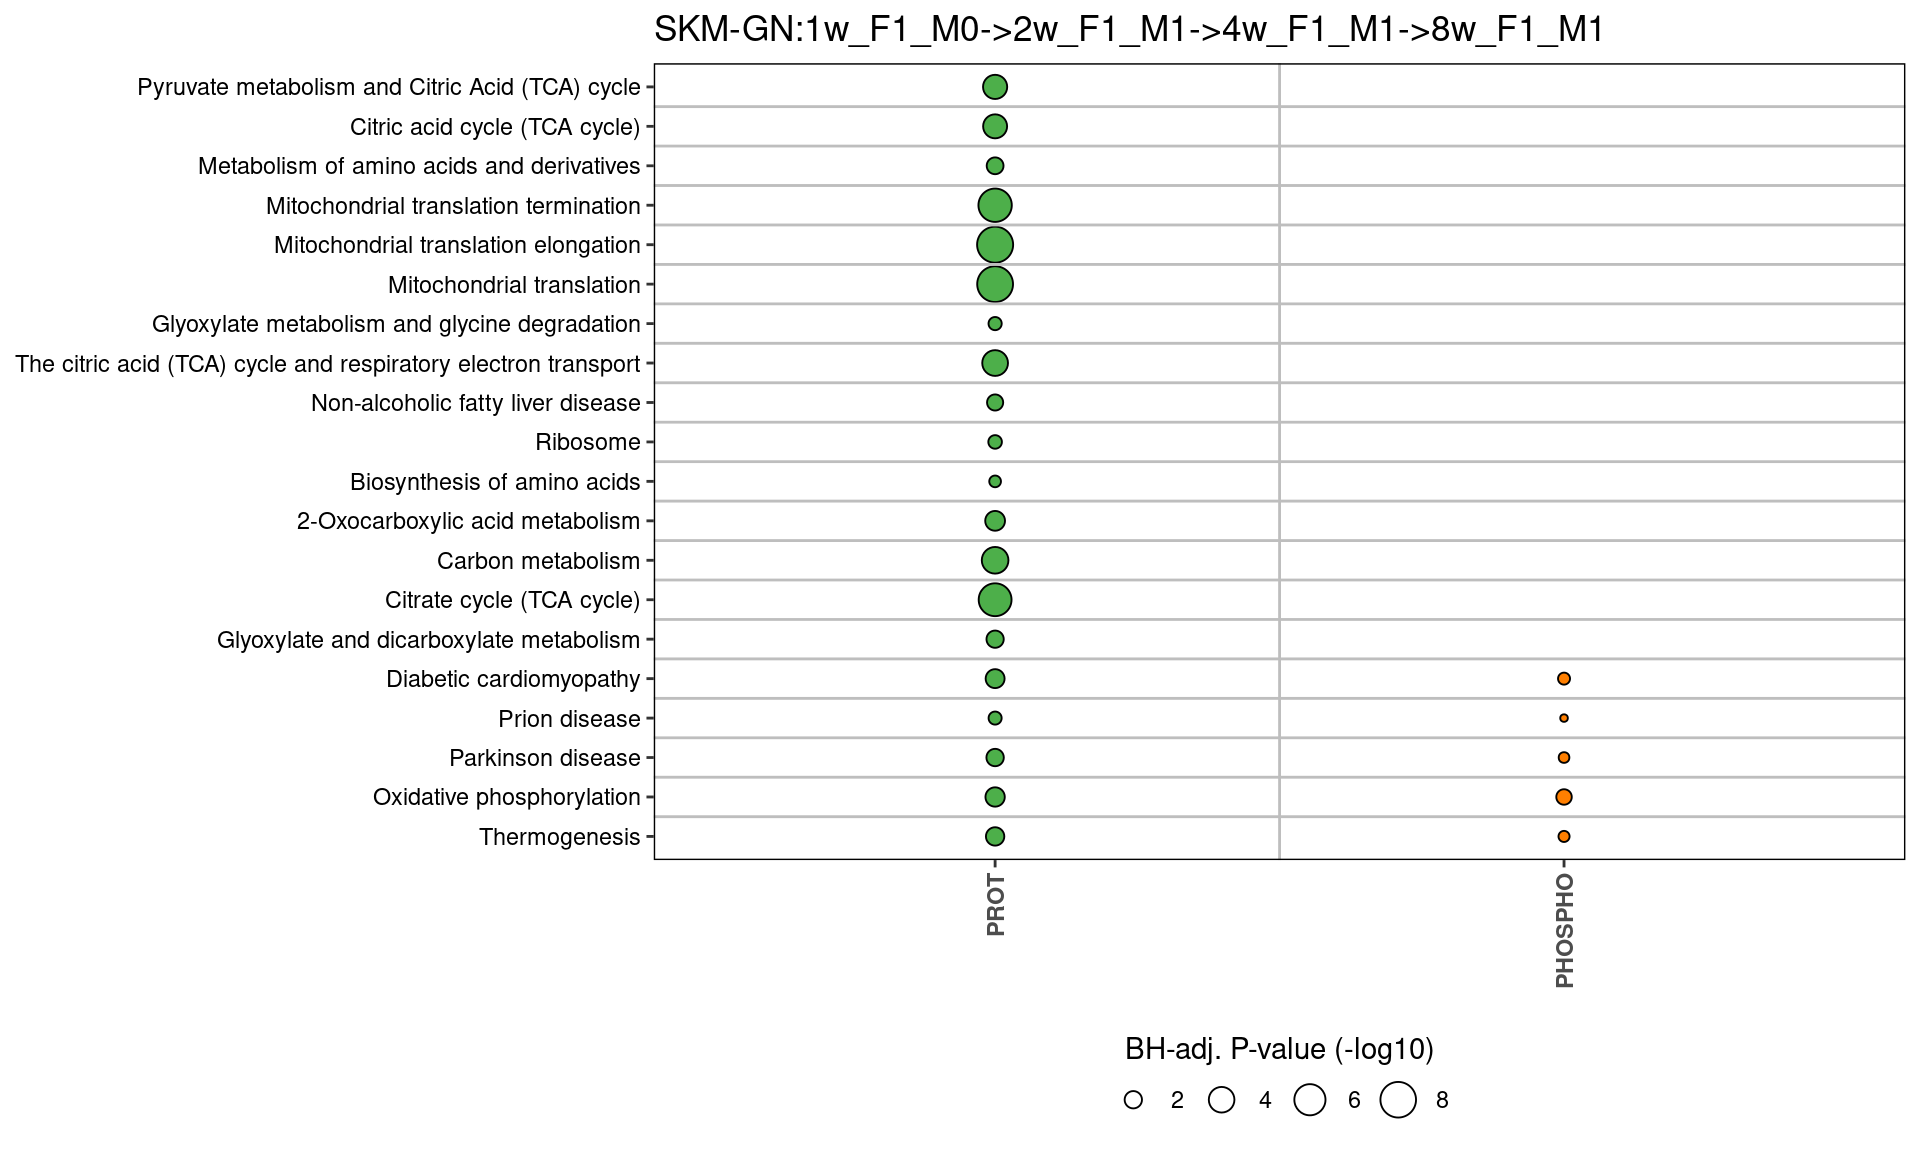 SKM-GN:1w_F1_M0->2w_F1_M1->4w_F1_M1->8w_F1_M1
Pyruvate metabolism and Citric Acid (TCA) cycle
Citric acid cycle (TCA cycle)
Metabolism of amino acids and derivatives
Mitochondrial translation termination
Mitochondrial translation elongation
Mitochondrial translation
Glyoxylate metabolism and glycine degradation
The citric acid (TCA) cycle and respiratory electron transport
Non-alcoholic fatty liver disease
Ribosome
Biosynthesis of amino acids
2-Oxocarboxylic acid metabolism
Carbon metabolism
Citrate cycle (TCA cycle)
Glyoxylate and dicarboxylate metabolism
Diabetic cardiomyopathy
Prion disease
Parkinson disease
Oxidative phosphorylation
Thermogenesis
PROT
PHOSPHO
BH-adj. P-value (-log10)
2 4 6 8